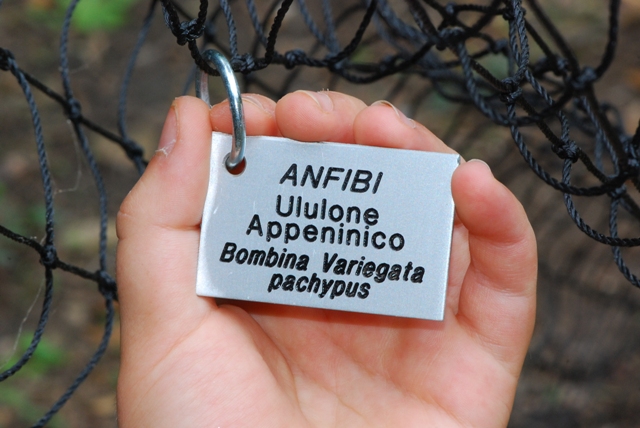 ANFIBI
Ululone
Appeninico
Bombina Variegata
pachypus